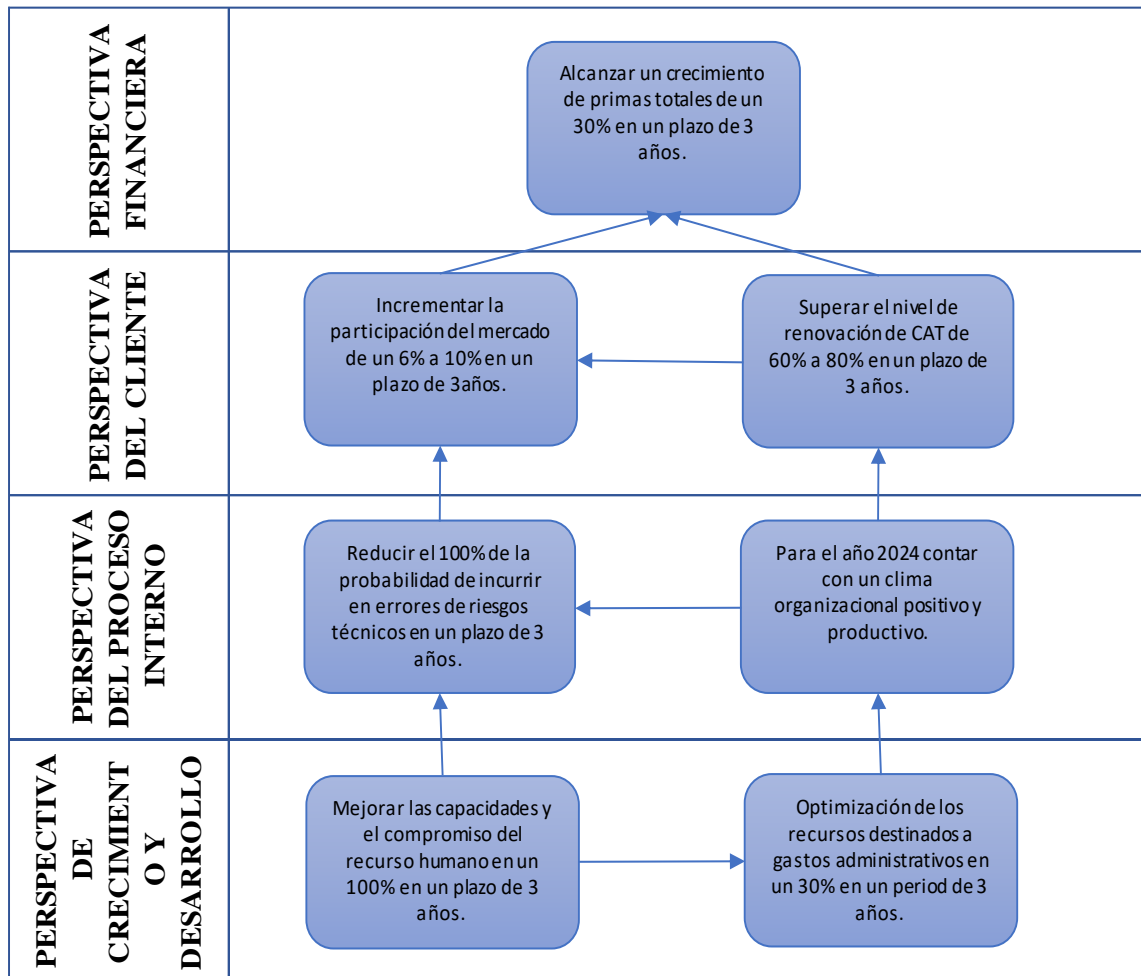 PERSPECTIVA
FINANCIERA
Alcanzar un crecimiento
de primas totales de un
30% en un plazo de 3
años.
PERSPECTIVA
DEL CLIENTE
Incrementar la
participación del mercado
de un 6% a 10% en un
plazo de 3años.
Superar el nivel de
renovación de CAT de
60% a 80% en un plazo de
3 años.
PERSPECTIVA
DEL PROCESO
INTERNO
Reducir el 100% de la
probabilidad de incurrir
en errores de riesgos
técnicos en un plazo de 3
años.
Para el año 2024 contar
con un clima
organizacional positivo y
productivo.
PERSPECTIVA
DE
CRECIMIENT
O Y
DESARROLLO
Mejorar las capacidades y
el compromiso del
recurso humano en un
100% en un plazo de 3
años.
Optimización de los
recursos destinados a
gastos administrativos en
un 30% en un period de 3
años.